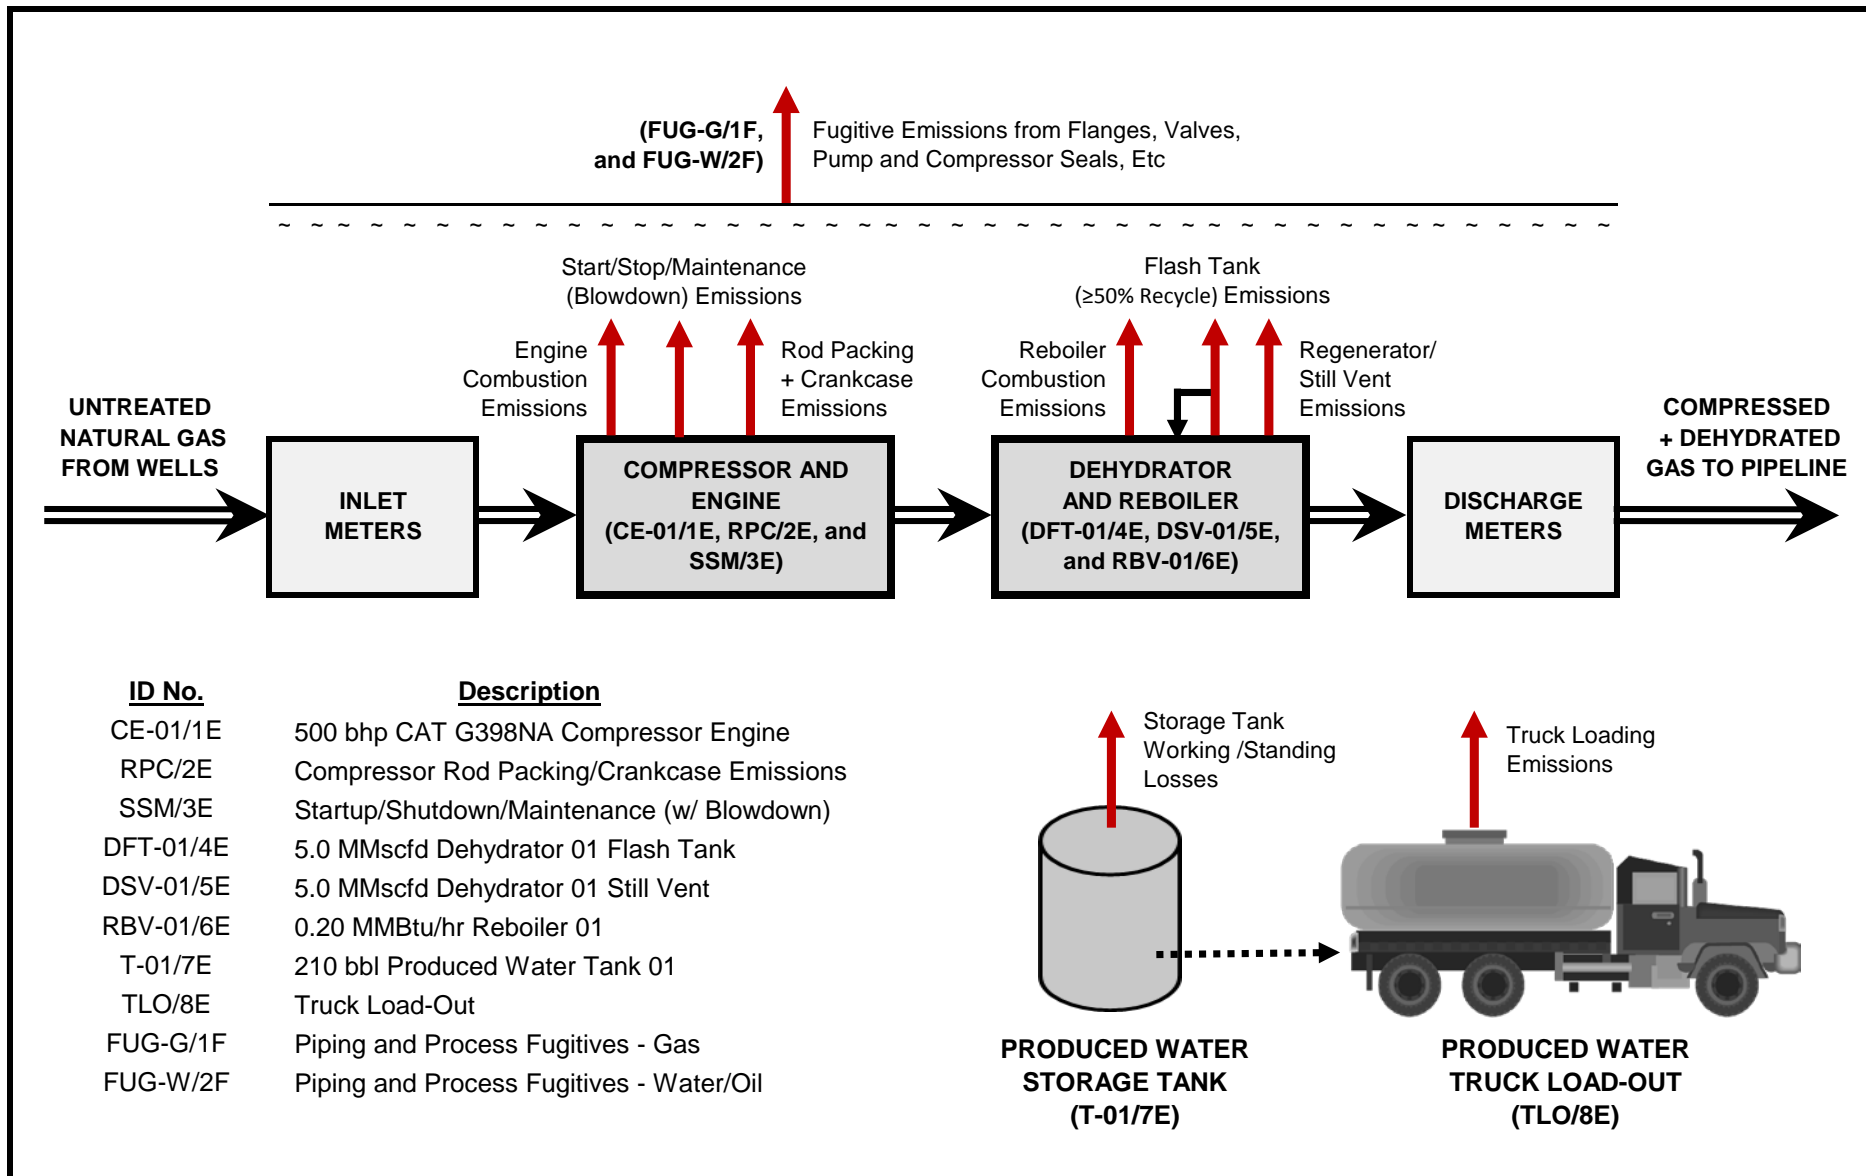 (FUG-G/1F,
and FUG-W/2F)
Fugitive Emissions from Flanges, Valves,
Pump and Compressor Seals, Etc
~ ~ ~ ~ ~ ~ ~ ~ ~ ~ ~ ~ ~ ~ ~ ~ ~ ~ ~ ~ ~ ~ ~ ~ ~ ~ ~ ~ ~ ~ ~ ~ ~ ~ ~ ~ ~ ~ ~ ~ ~ ~
Start/Stop/Maintenance
(Blowdown) Emissions
Flash Tank
(≥50% Recycle) Emissions
Engine
Combustion
Emissions
Rod Packing
+ Crankcase
Emissions
Reboiler
Combustion
Emissions
Regenerator/
Still Vent
Emissions
UNTREATED
NATURAL GAS
FROM WELLS
INLET
METERS
COMPRESSOR AND
ENGINE
(CE-01/1E, RPC/2E, and
SSM/3E)
DEHYDRATOR
AND REBOILER
(DFT-01/4E, DSV-01/5E,
and RBV-01/6E)
DISCHARGE
METERS
COMPRESSED
+ DEHYDRATED
GAS TO PIPELINE
ID No. Description
CE-01/1E 500 bhp CAT G398NA Compressor Engine
RPC/2E Compressor Rod Packing/Crankcase Emissions
SSM/3E Startup/Shutdown/Maintenance (w/ Blowdown)
DFT-01/4E 5.0 MMscfd Dehydrator 01 Flash Tank
DSV-01/5E 5.0 MMscfd Dehydrator 01 Still Vent
RBV-01/6E 0.20 MMBtu/hr Reboiler 01
T-01/7E 210 bbl Produced Water Tank 01
TLO/8E Truck Load-Out
FUG-G/1F Piping and Process Fugitives - Gas
FUG-W/2F Piping and Process Fugitives - Water/Oil
Storage Tank
Working /Standing
Losses
Truck Loading
Emissions
PRODUCED WATER
STORAGE TANK
(T-01/7E)
PRODUCED WATER
TRUCK LOAD-OUT
(TLO/8E)